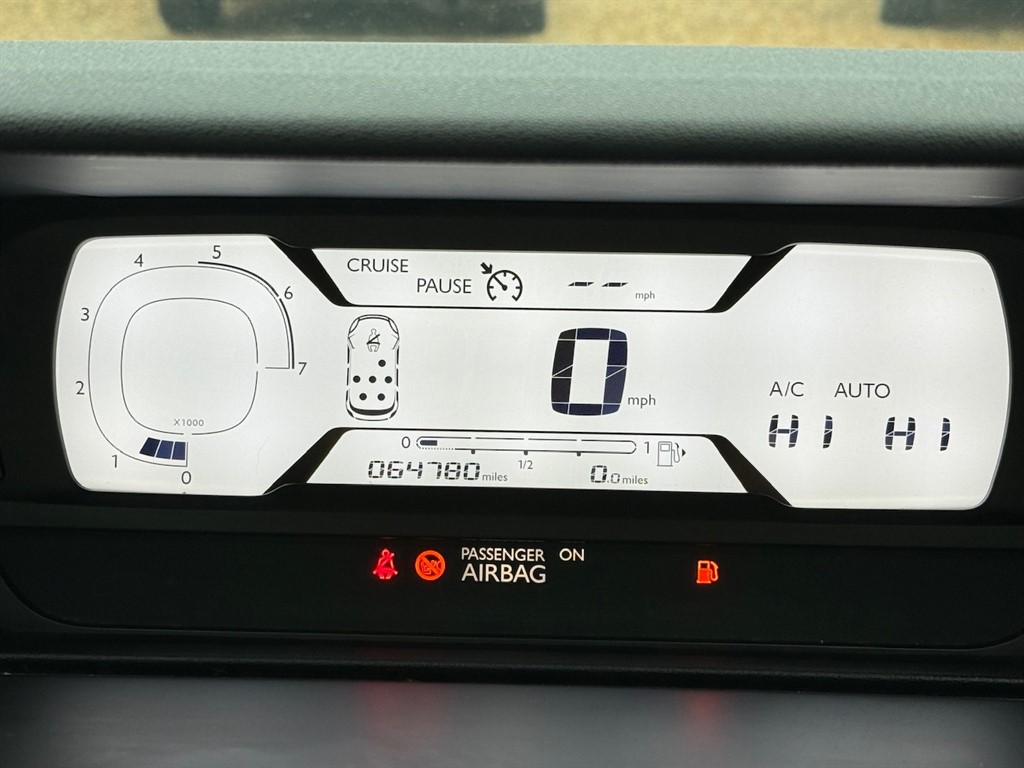 CRUISE
PAUSE -- mph
4 5 6 3 2 7
X1000
1 0
0 mph
A/C AUTO
HI HI
0 1/2 1
064780 miles 0.0 miles
PASSENGER ON
AIRBAG